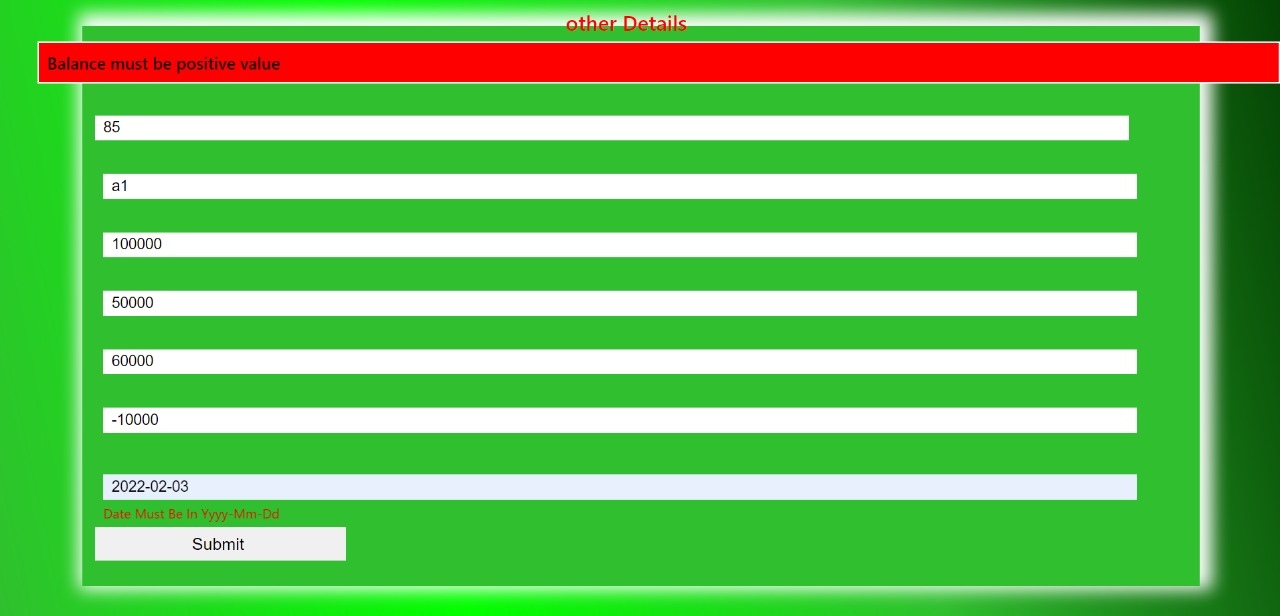 other Details
Balance must be positive value
85
a1
100000
50000
60000
-10000
2022-02-03
Date Must Be In Yyyy-Mm-Dd
Submit